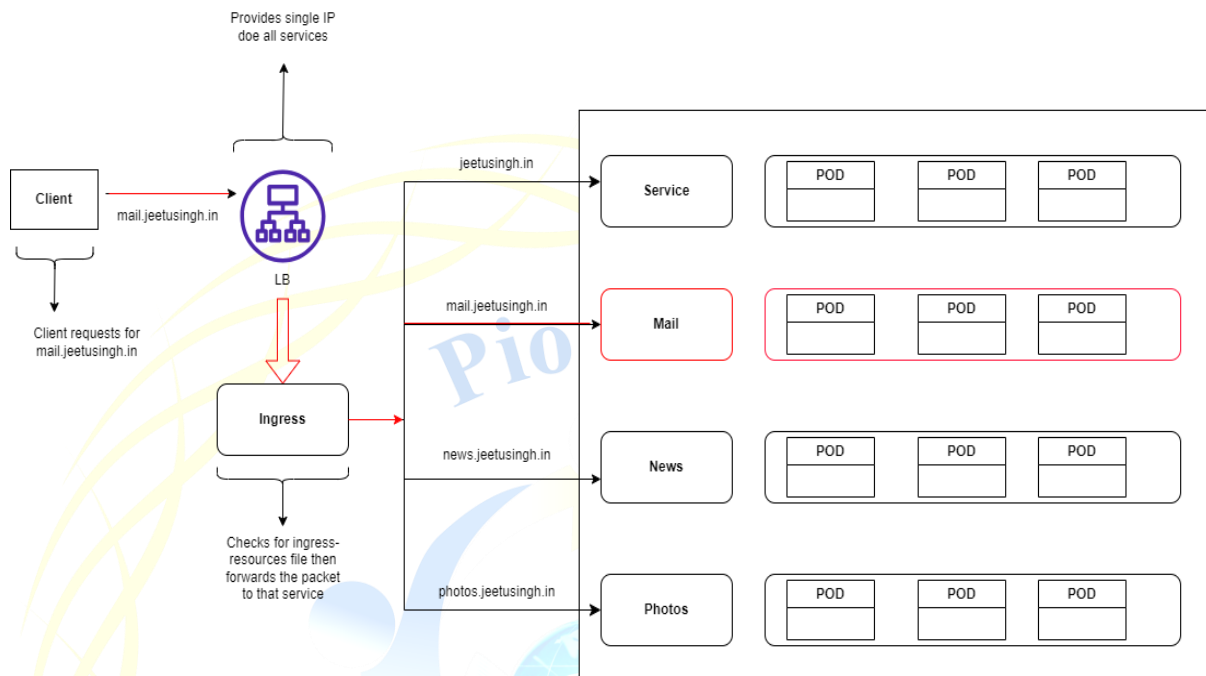 Provides single IP
doe all services
jeetusingh.in
Service
POD POD POD
Client
mail.jeetusingh.in
LB
Client requests for
mail.jeetusingh.in
mail.jeetusingh.in
Mail
POD POD POD
Pio
Ingress
news.jeetusingh.in
News
POD POD POD
Checks for ingress-
resources file then
forwards the packet
to that service
photos.jeetusingh.in
Photos
POD POD POD